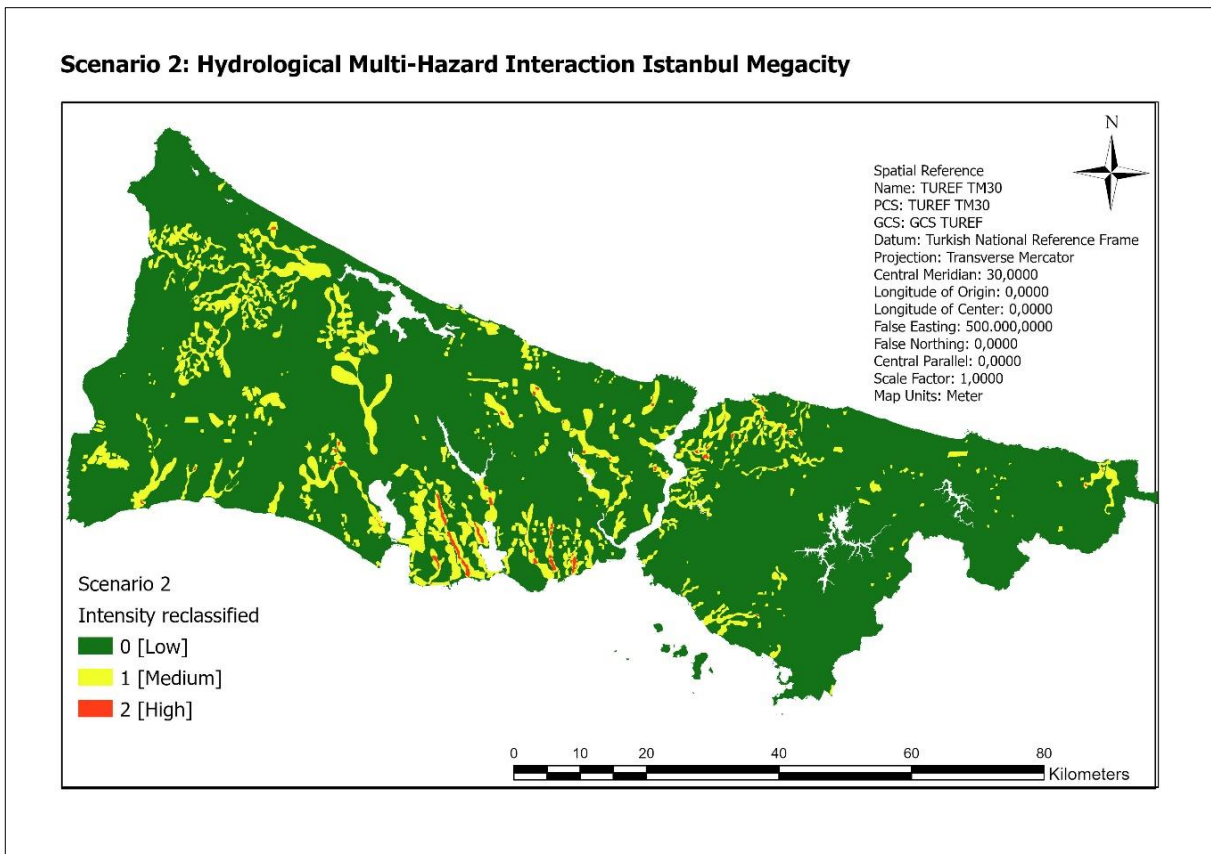 Scenario 2: Hydrological Multi-Hazard Interaction Istanbul Megacity
N
Spatial Reference
Name: TUREF TM30
PCS: TUREF TM30
GCS: GCS TUREF
Datum: Turkish National Reference Frame
Projection: Transverse Mercator
Central Meridian: 30,0000
Longitude of Origin: 0,0000
Longitude of Center: 0,0000
False Easting: 500.000,0000
False Northing: 0,0000
Central Parallel: 0,0000
Scale Factor: 1,0000
Map Units: Meter
Scenario 2
Intensity reclassified
0 [Low]
1 [Medium]
2 [High]
0 10 20 40 60 80
Kilometers